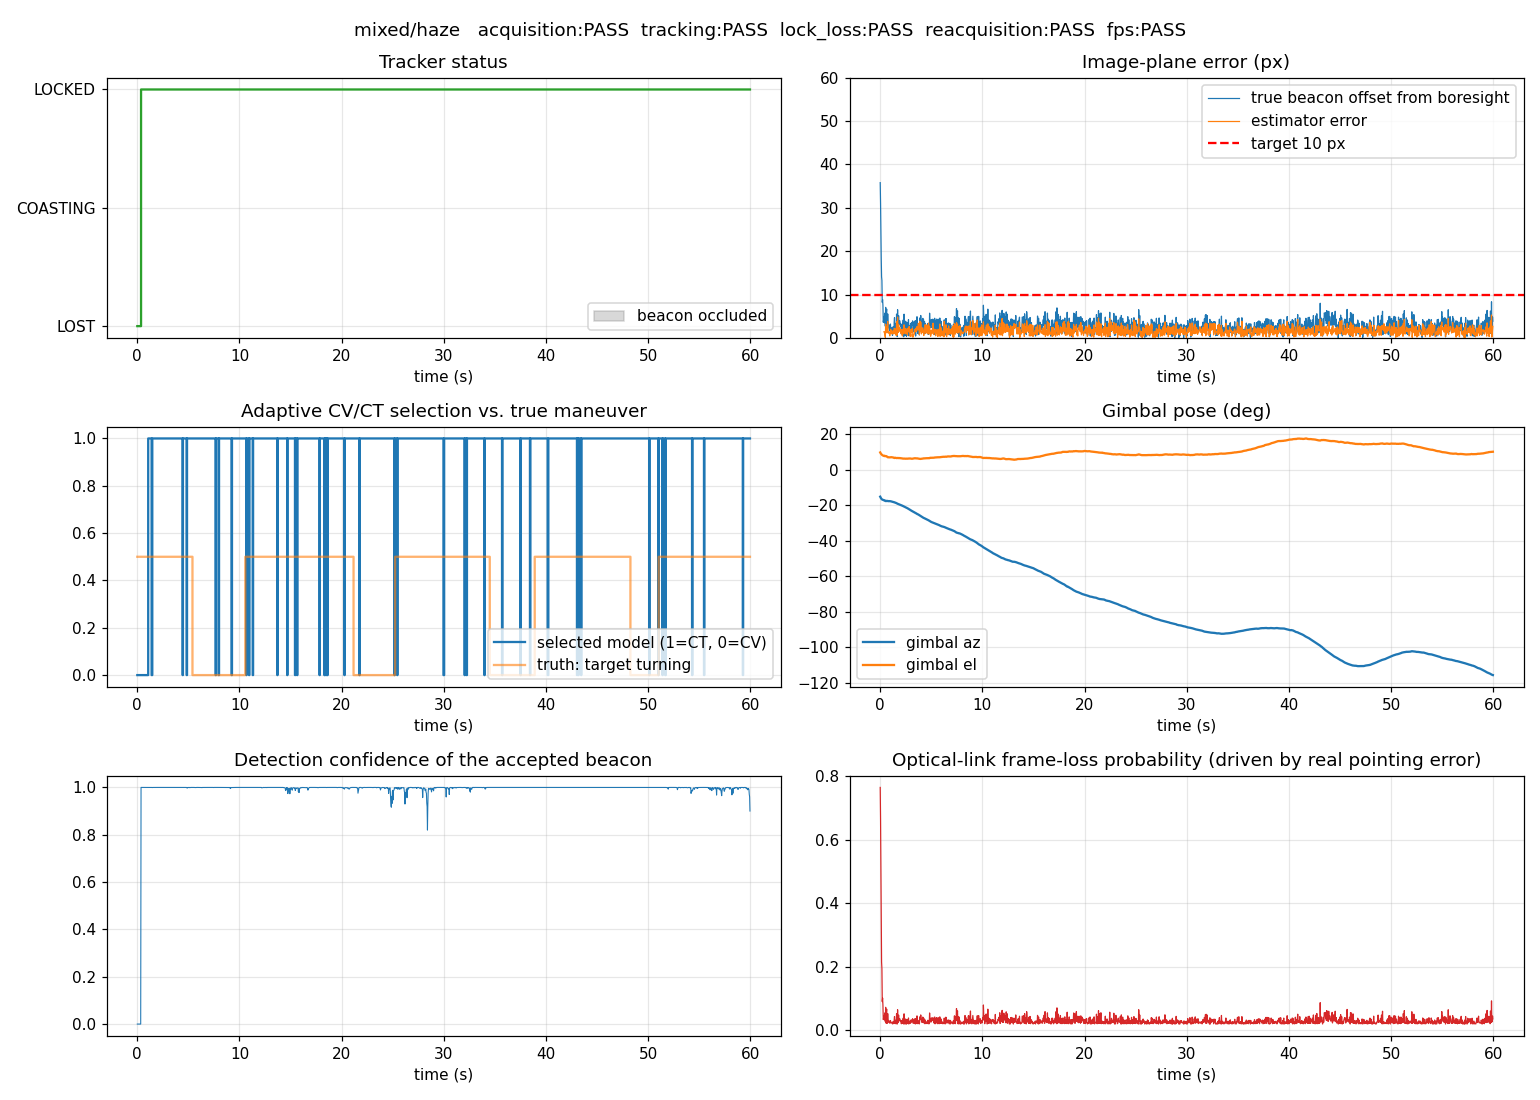 mixed/haze   acquisition:PASS  tracking:PASS  lock_loss:PASS  reacquisition:PASS  fps:PASS
Tracker status
LOCKED
COASTING
LOST
beacon occluded
0 10 20 30 40 50 60
time (s)
Image-plane error (px)
60
50
40
30
20
10
0
true beacon offset from boresight
estimator error
target 10 px
0 10 20 30 40 50 60
time (s)
Adaptive CV/CT selection vs. true maneuver
1.0
0.8
0.6
0.4
0.2
0.0
selected model (1=CT, 0=CV)
truth: target turning
0 10 20 30 40 50 60
time (s)
Gimbal pose (deg)
20
0
−20
−40
−60
−80
−100
−120
gimbal az
gimbal el
0 10 20 30 40 50 60
time (s)
Detection confidence of the accepted beacon
1.0
0.8
0.6
0.4
0.2
0.0
0 10 20 30 40 50 60
time (s)
Optical-link frame-loss probability (driven by real pointing error)
0.8
0.6
0.4
0.2
0.0
0 10 20 30 40 50 60
time (s)